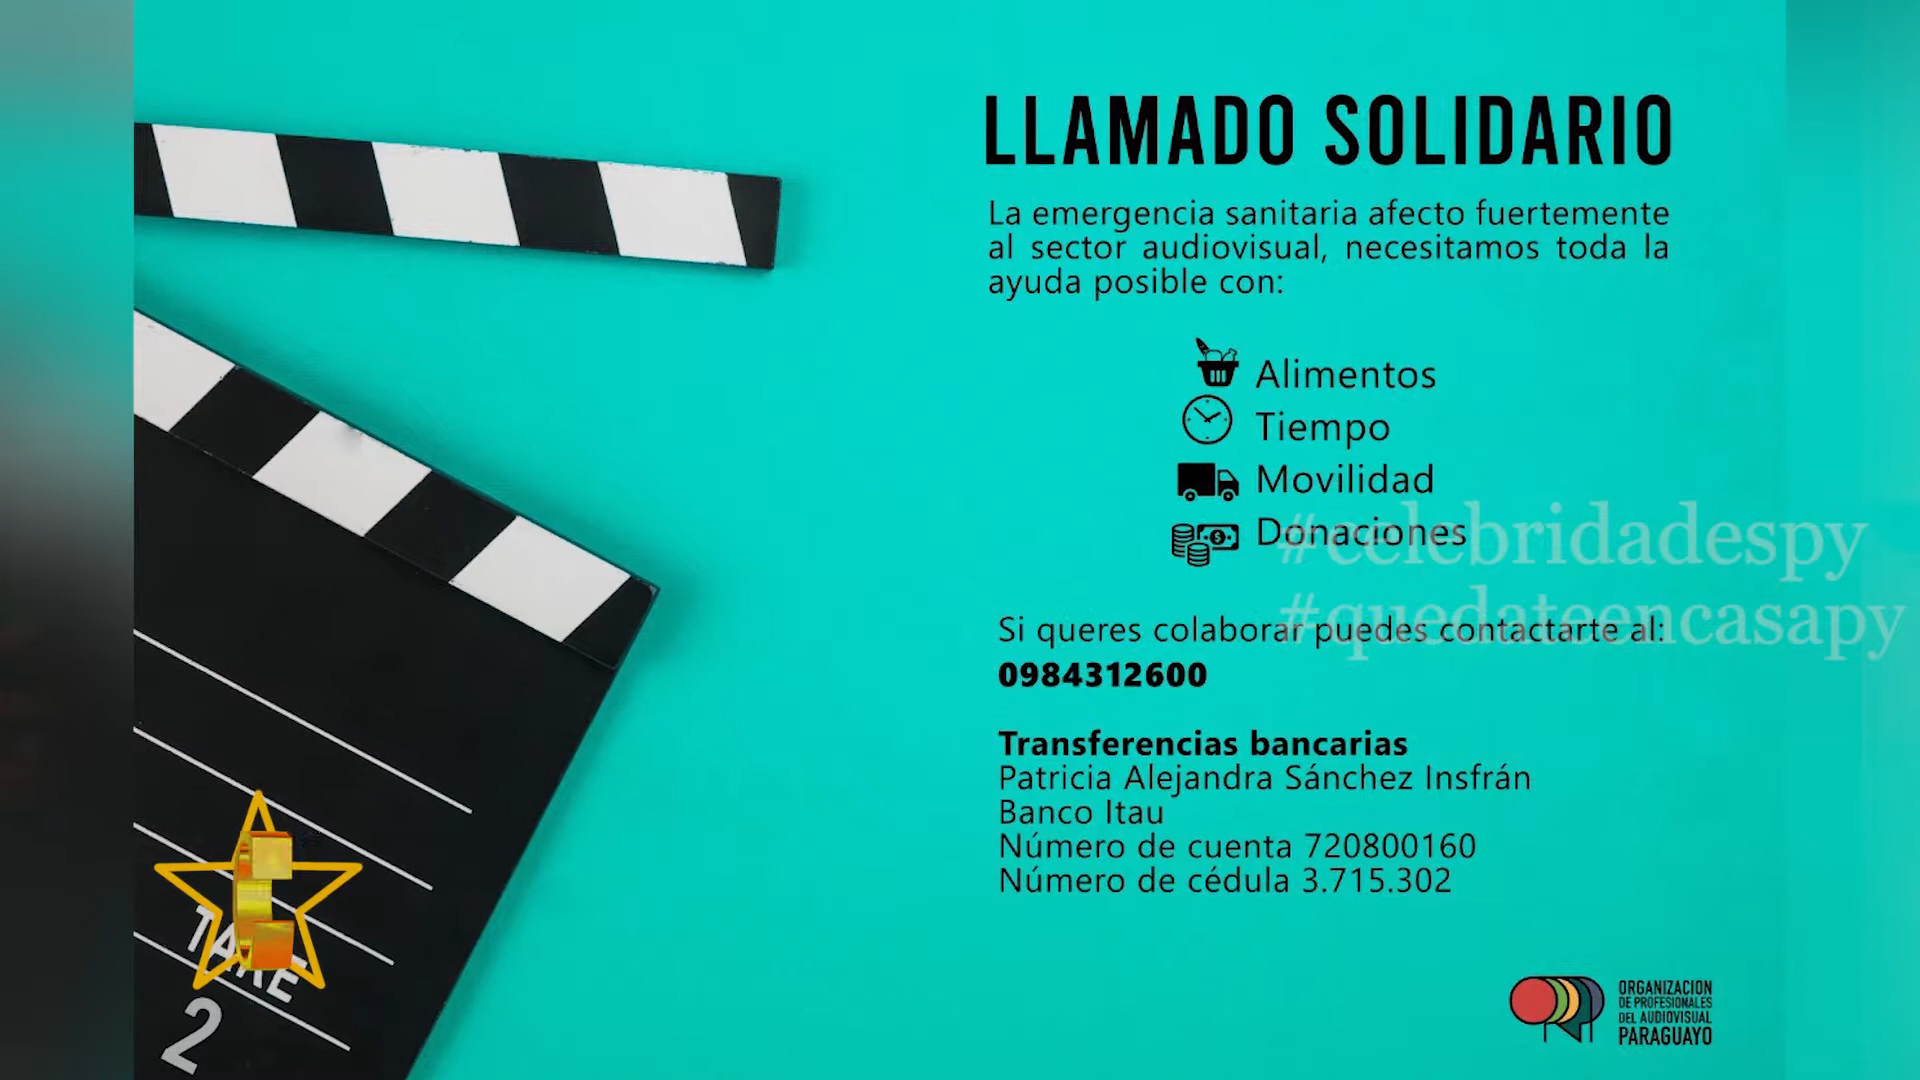 LLAMADO SOLIDARIO
La emergencia sanitaria afecto fuertemente
al sector audiovisual, necesitamos toda la
ayuda posible con:
Alimentos
Tiempo
Movilidad
Donaciones
#celebridadespy
#quedateencasapy
Si queres colaborar puedes contactarte al:
0984312600
Transferencias bancarias
Patricia Alejandra Sánchez Insfrán
Banco Itau
Número de cuenta 720800160
Número de cédula 3.715.302
TAKE
2
ORGANIZACION
DE PROFESIONALES
DEL AUDIOVISUAL
PARAGUAYO